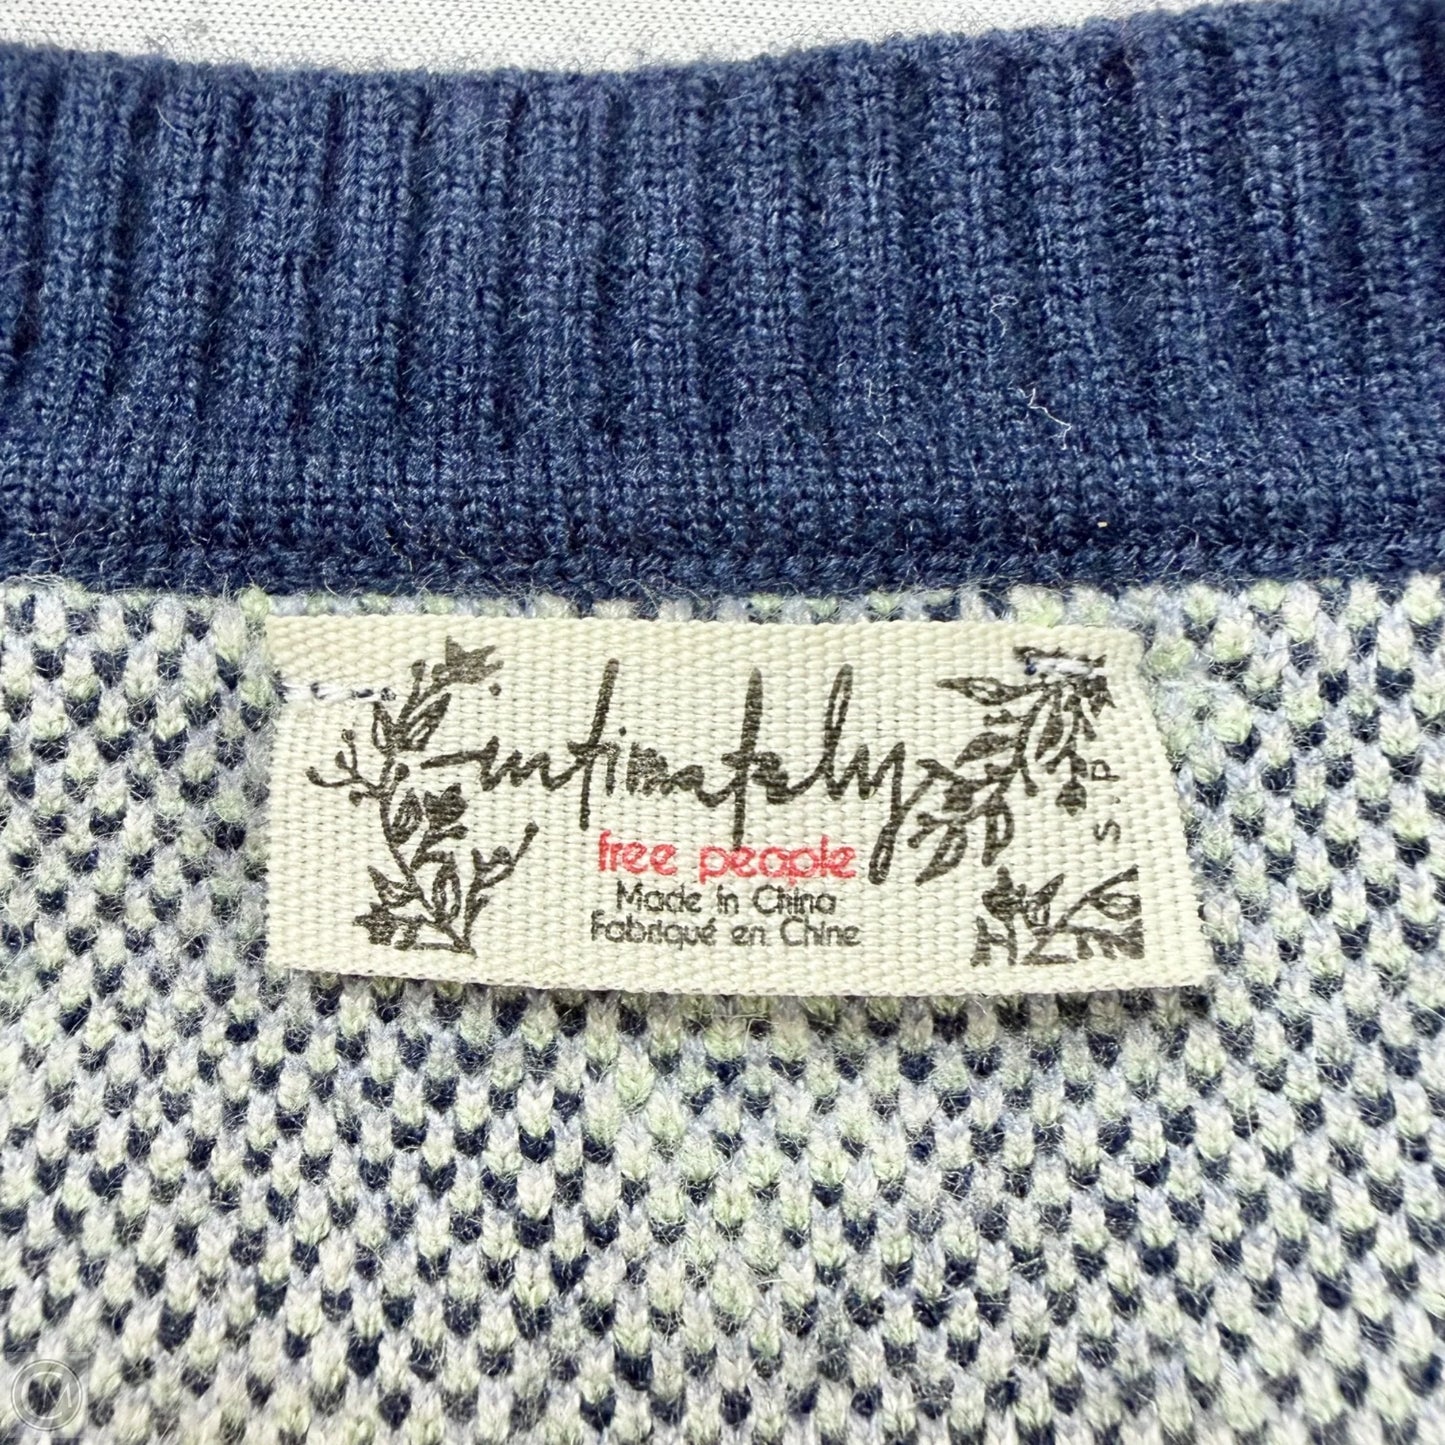 intimately
free people
Made in China
Fabriqué en Chine
S.P